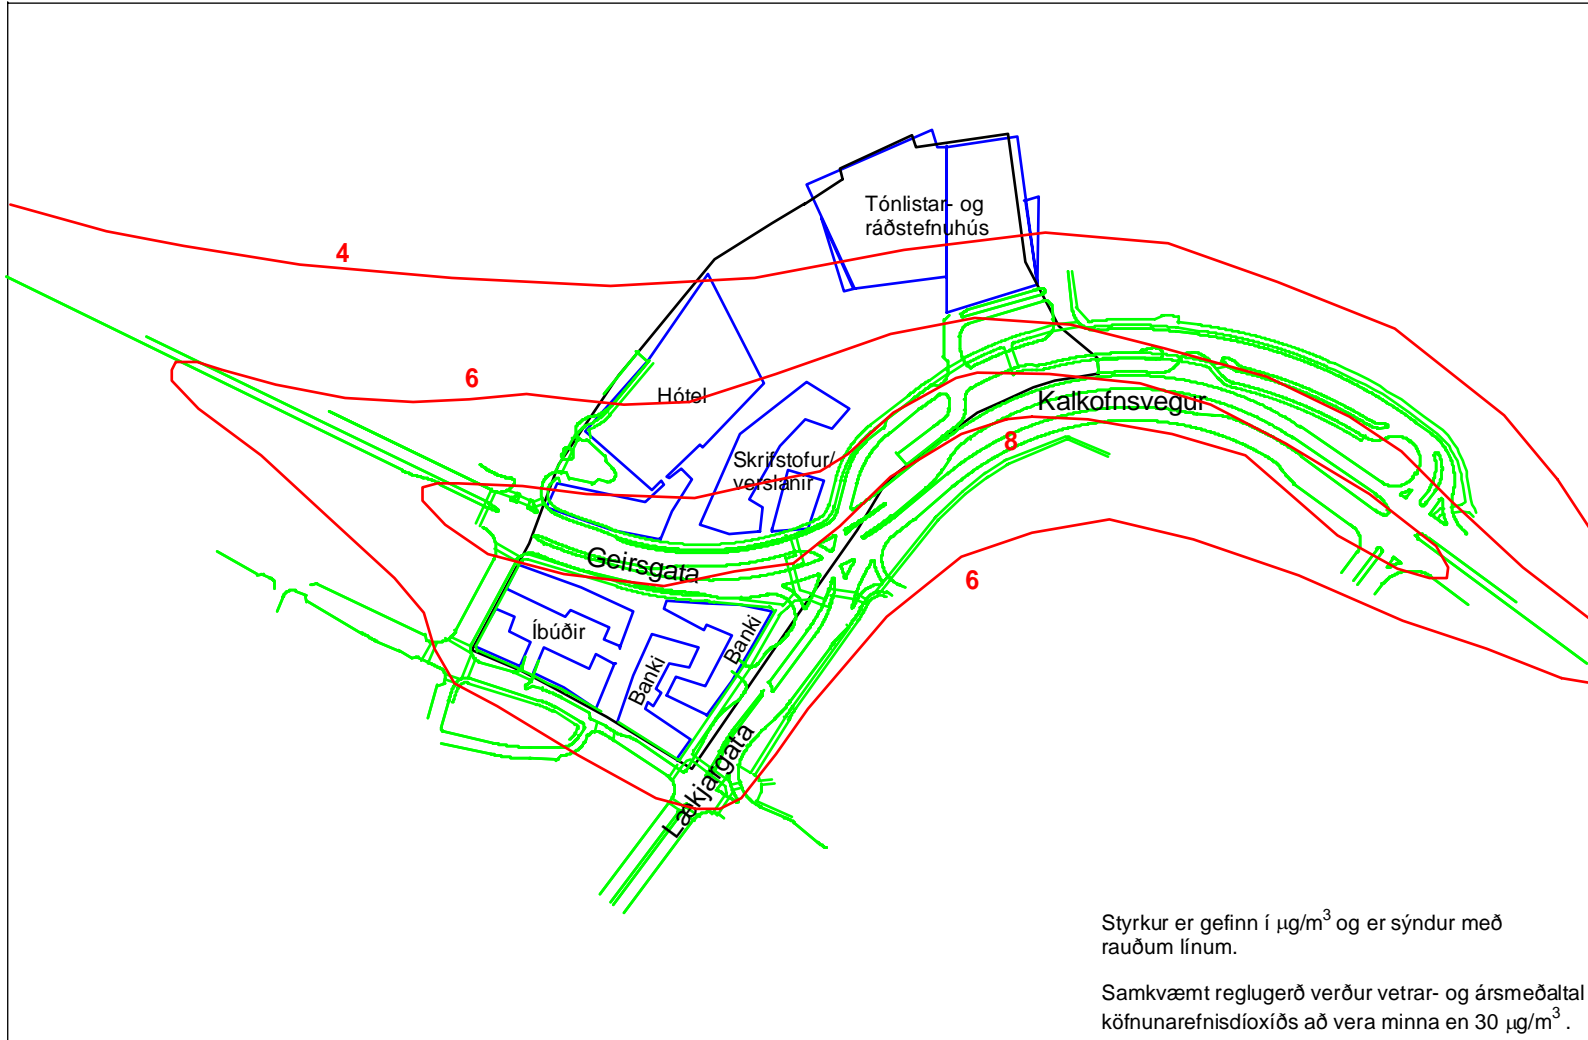 Tónlistar- og
ráðstefnuhús
4
6
Hótel
Kalkofnsvegur
8
Skrifstofur/
verslanir
Geirsgata
6
Íbúðir
Banki
Banki
Lækjargata
Styrkur er gefinn í µg/m³ og er sýndur með
rauðum línum.
Samkvæmt reglugerð verður vetrar- og ársmeðaltal
köfnunarefnisdíoxíðs að vera minna en 30 µg/m³ .